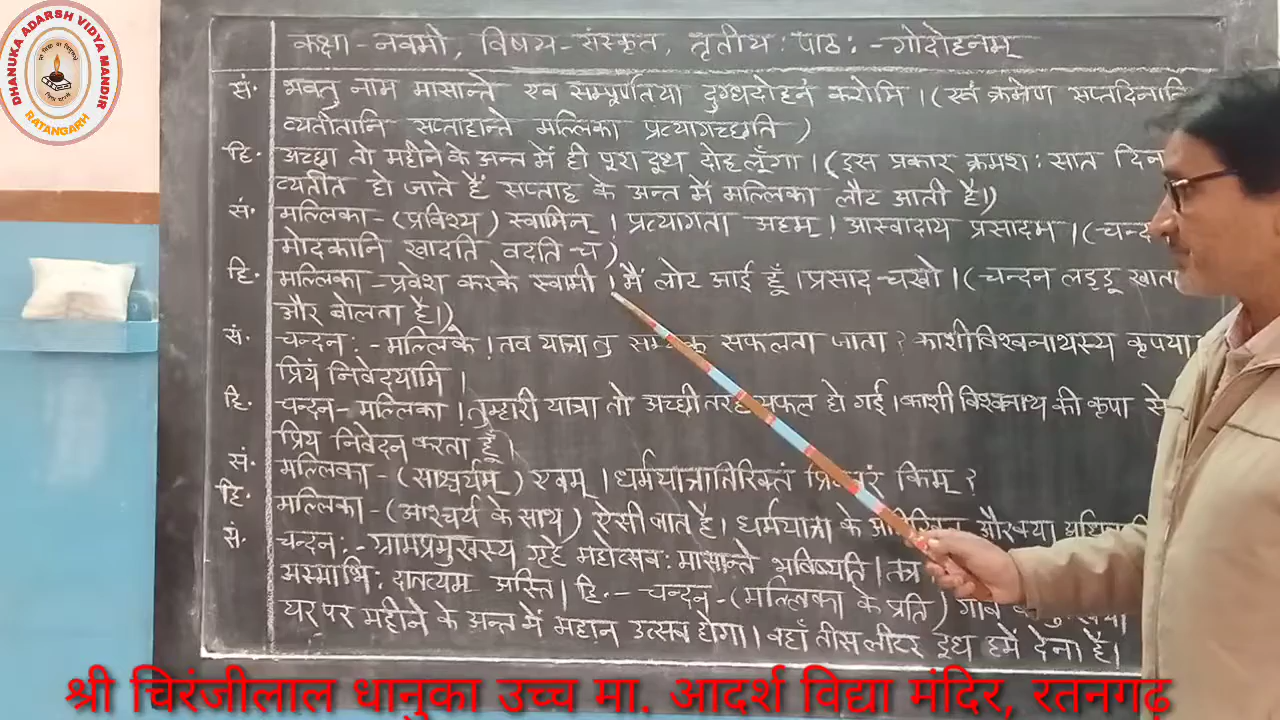 DHANUKA ADARSH VIDYA MANDIR
RATANGARH
कक्षा - नवमी, विषय - संस्कृत, तृतीय: पाठ: - गोदोहनम्
सं. भवतु नाम मासान्ते एव सम्पूर्णतया दुग्धदोहनं करोमि । (एवं क्रमेण सप्तदिनानि
व्यतीतानि सप्ताहान्ते मल्लिका प्रत्यागच्छति )
हि. अच्छा तो महीने के अन्त में ही पूरा दूध दोह लूँगा । (इस प्रकार क्रमश: सात दिन
व्यतीत हो जाते हैं सप्ताह के अन्त में मल्लिका लौट आती है।)
सं. मल्लिका - (प्रविश्य) स्वामिन् । प्रत्यागता अहम् ! आस्वादाय प्रसादम । (चन्द
मोदकानि खादति वदति च)
हि. मल्लिका - प्रवेश करके स्वामी ! मैं लोट आई हूँ । प्रसाद चखो । (चन्दन लड्डू खाता
और बोलता है।)
सं. चन्दन: - मल्लिके ! तव यात्रा तु सम्यक् सफलता जाता ? काशीविश्वनाथस्य कृपया
प्रियं निवेदयामि ।
हि. चन्दन - मल्लिका ! तुम्हारी यात्रा तो अच्छी तरह सफल हो गई । काशी विश्वनाथ की कृपा से
प्रिय निवेदन करता हूँ।
सं. मल्लिका - (साश्चर्यम्) एवम् । धर्मयात्रातिरिक्तं किम् ?
हि. मल्लिका - (आश्चर्य के साथ) ऐसी बात है। धर्मयात्रा के और क्या
सं. चन्दन: - ग्रामप्रमुखस्य गृहे महोत्सव: मासान्ते भविष्यति । तत्र
अस्माभि: दातव्यम अस्ति । हि. - चन्दन - (मल्लिका के प्रति) गांव
घर पर महीने के अन्त में महान उत्सव होगा । वहाँ तीस लीटर दूध हमें देना है।
श्री चिरंजीलाल धानुका उच्च मा. आदर्श विद्या मंदिर, रतनगढ़